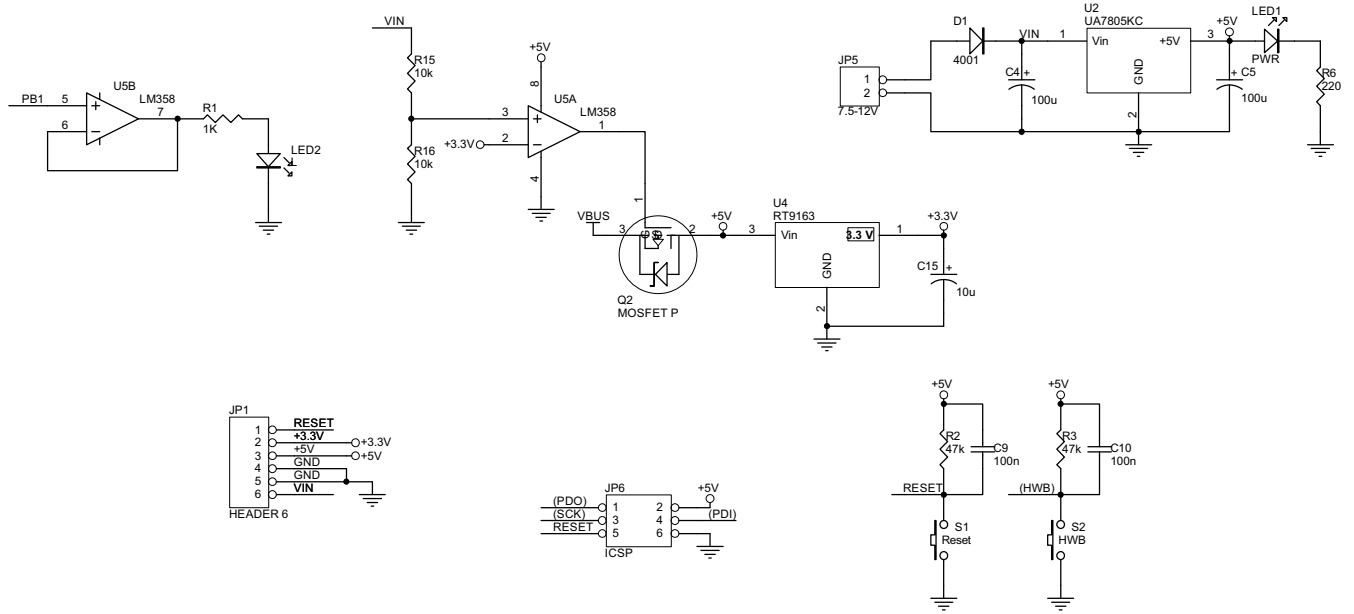 PB1
5
6
7
U5B
LM358
R1
1K
LED2
VIN
R15
10k
R16
10k
+5V
8
U5A
LM358
3
2
1
+3.3V
4
1
VBUS
3
2
Q2
MOSFET P
+5V
3
U4
RT9163
Vin
3.3 V
GND
1
2
+3.3V
C15
+
10u
JP5
1
2
7.5-12V
D1
4001
VIN
1
C4
+
100u
U2
UA7805KC
Vin
+5V
GND
2
3
+5V
C5
+
100u
LED1
PWR
R6
220
JP1
1 RESET
2 +3.3V
+3.3V
3 +5V
+5V
4 GND
5 GND
6 VIN
HEADER 6
JP6
(PDO) 1
2
+5V
(SCK) 3
4 (PDI)
RESET 5
6
ICSP
+5V
R2
47k
C9
100n
RESET
S1
Reset
+5V
R3
47k
C10
100n
(HWB)
S2
HWB